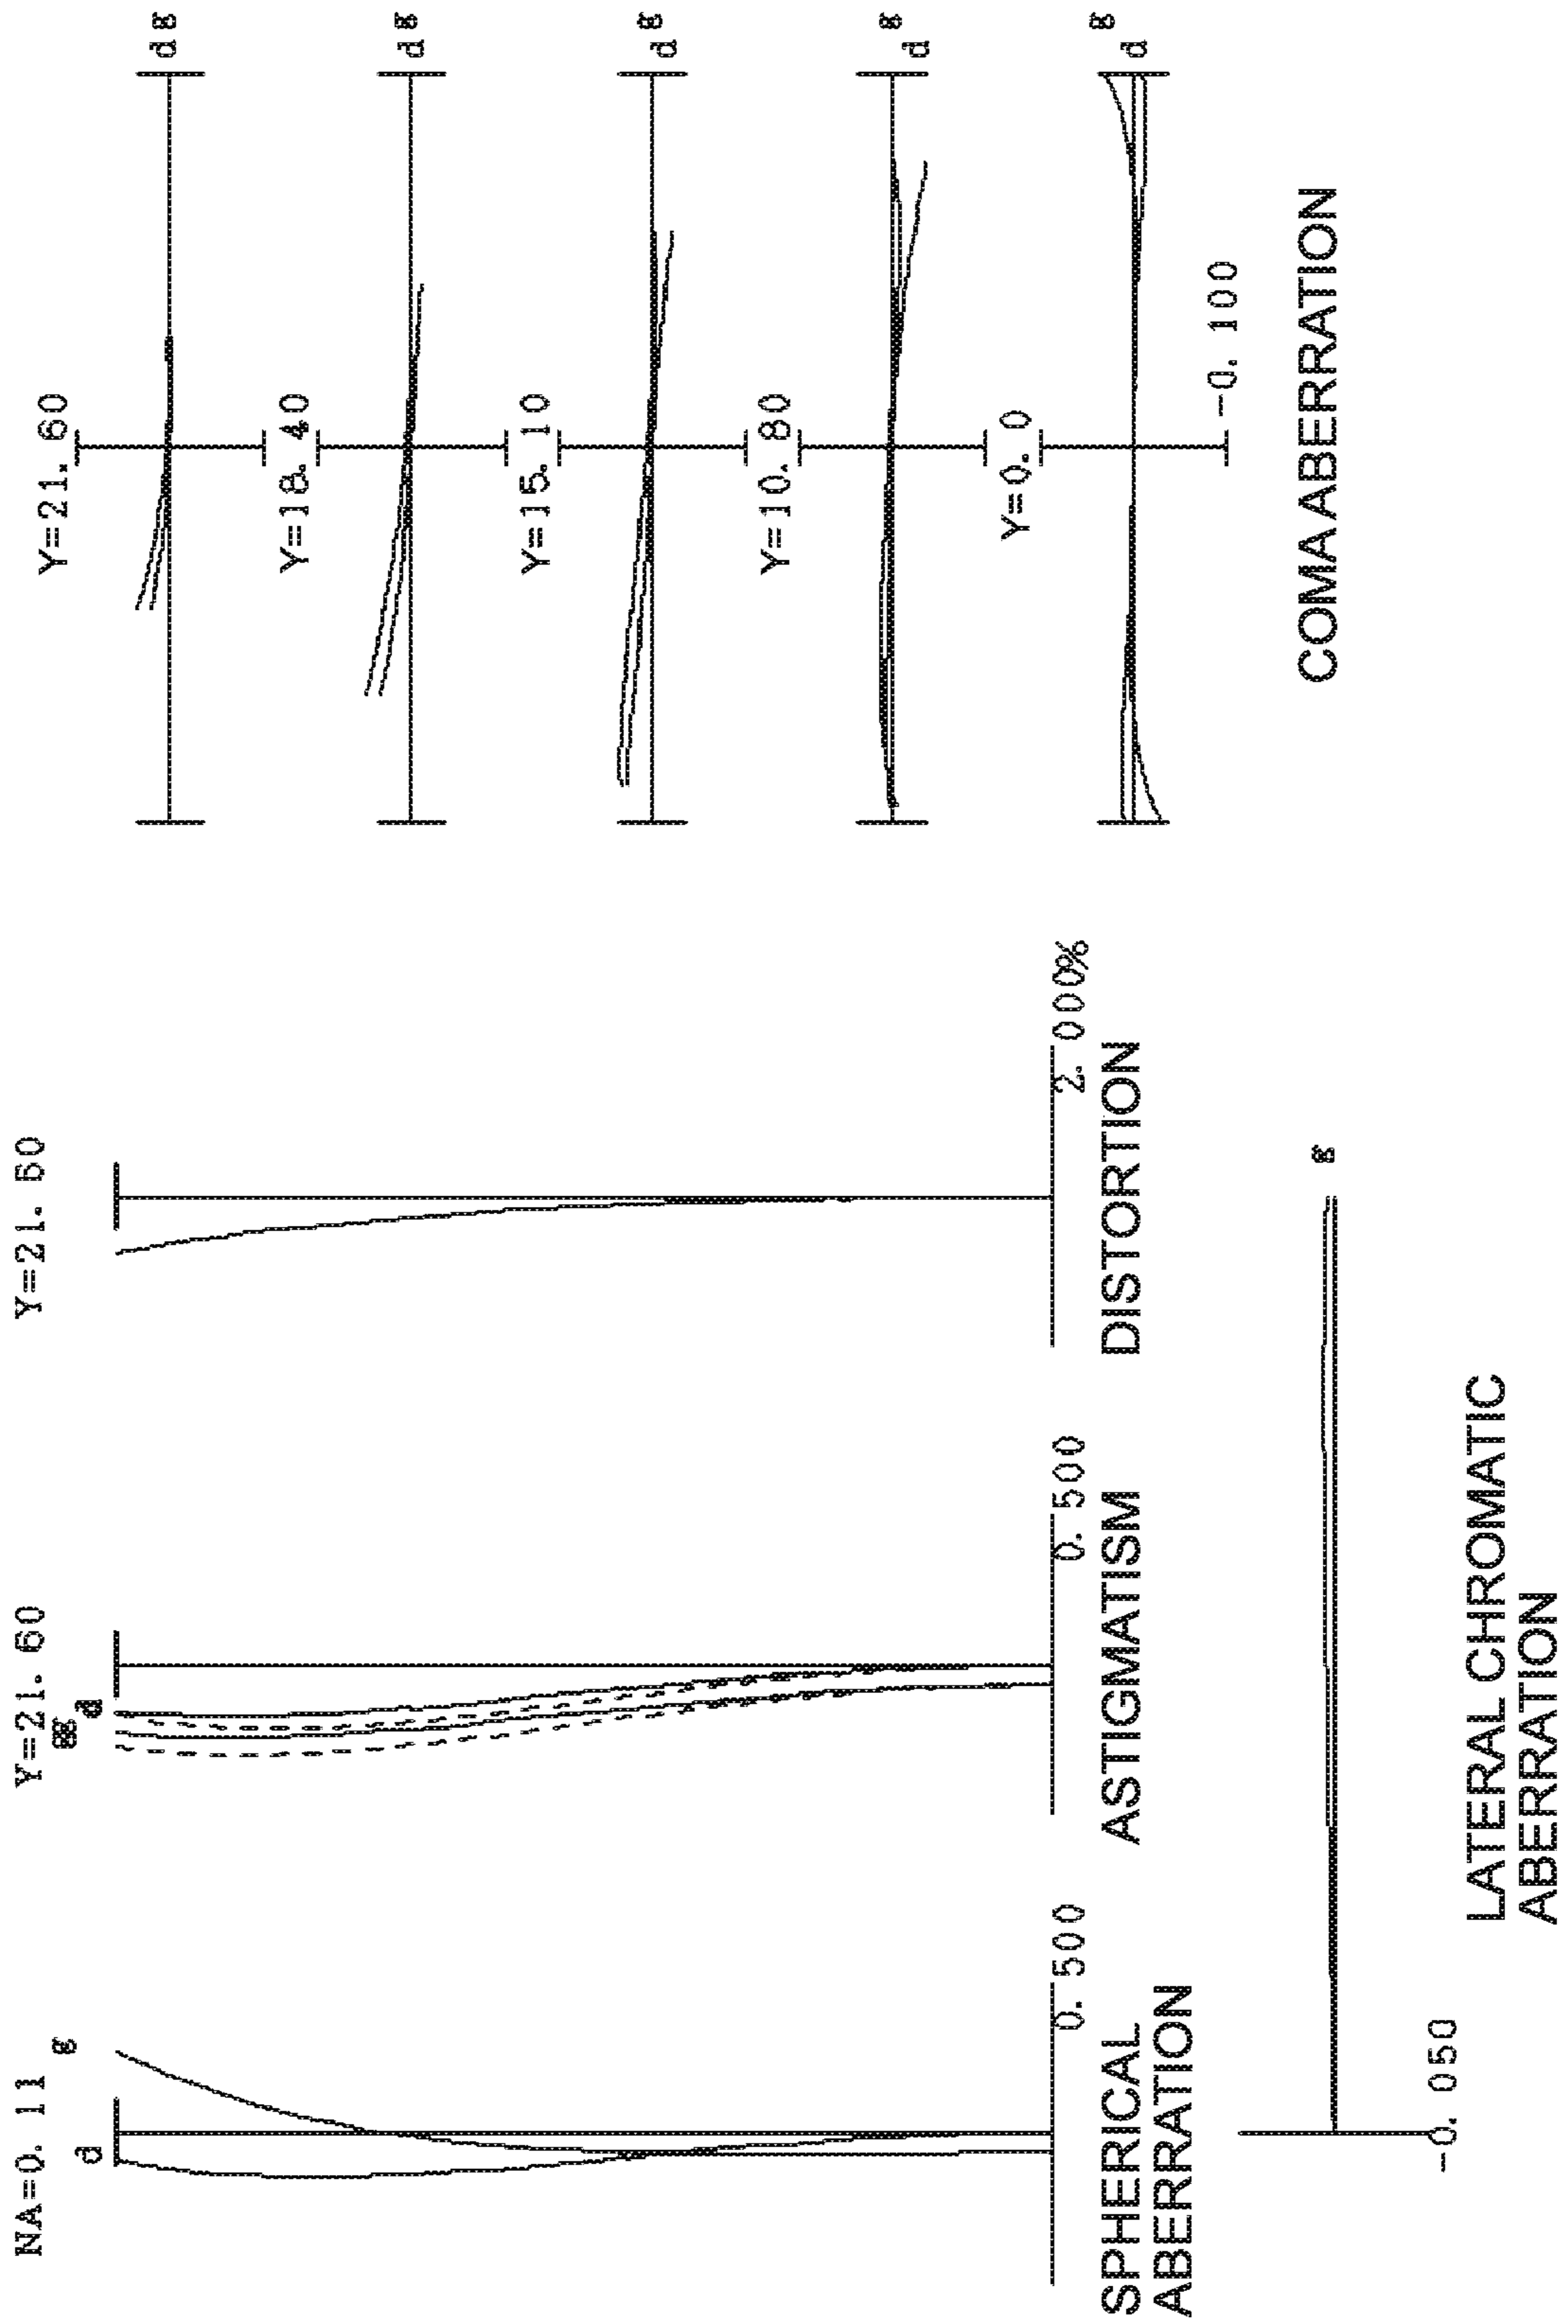 NA=0. 11
d
g
0. 500
SPHERICAL
ABERRATION
Y=21. 60
g
g
d
0. 500
ASTIGMATISM
Y=21. 60
2. 000%
DISTORTION
Y=21. 60
d g
Y=18. 40
d g
Y=15. 10
d g
Y=10. 80
d g
Y=0. 0
d g
-0. 100
COMA ABERRATION
g
-0. 050
LATERAL CHROMATIC
ABERRATION